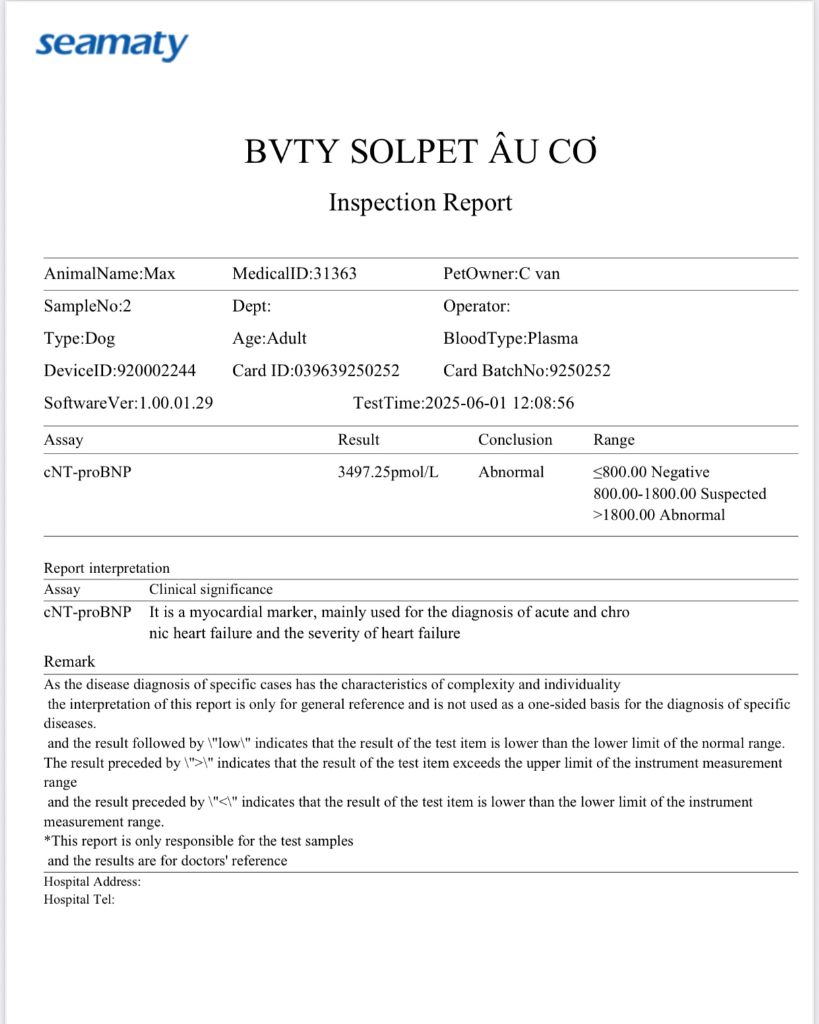 seamaty
BVTY SOLPET ÂU CƠ
Inspection Report
AnimalName:Max MedicalID:31363 PetOwner:C van
SampleNo:2 Dept: Operator:
Type:Dog Age:Adult BloodType:Plasma
DeviceID:920002244 Card ID:039639250252 Card BatchNo:9250252
SoftwareVer:1.00.01.29 TestTime:2025-06-01 12:08:56
Assay Result Conclusion Range
cNT-proBNP 3497.25pmol/L Abnormal ≤800.00 Negative
800.00-1800.00 Suspected
>1800.00 Abnormal
Report interpretation
Assay Clinical significance
cNT-proBNP It is a myocardial marker, mainly used for the diagnosis of acute and chro
nic heart failure and the severity of heart failure
Remark
As the disease diagnosis of specific cases has the characteristics of complexity and individuality
the interpretation of this report is only for general reference and is not used as a one-sided basis for the diagnosis of specific
diseases.
and the result followed by \"low\" indicates that the result of the test item is lower than the lower limit of the normal range.
The result preceded by \">\" indicates that the result of the test item exceeds the upper limit of the instrument measurement
range
and the result preceded by \"<\" indicates that the result of the test item is lower than the lower limit of the instrument
measurement range.
*This report is only responsible for the test samples
and the results are for doctors' reference
Hospital Address:
Hospital Tel: